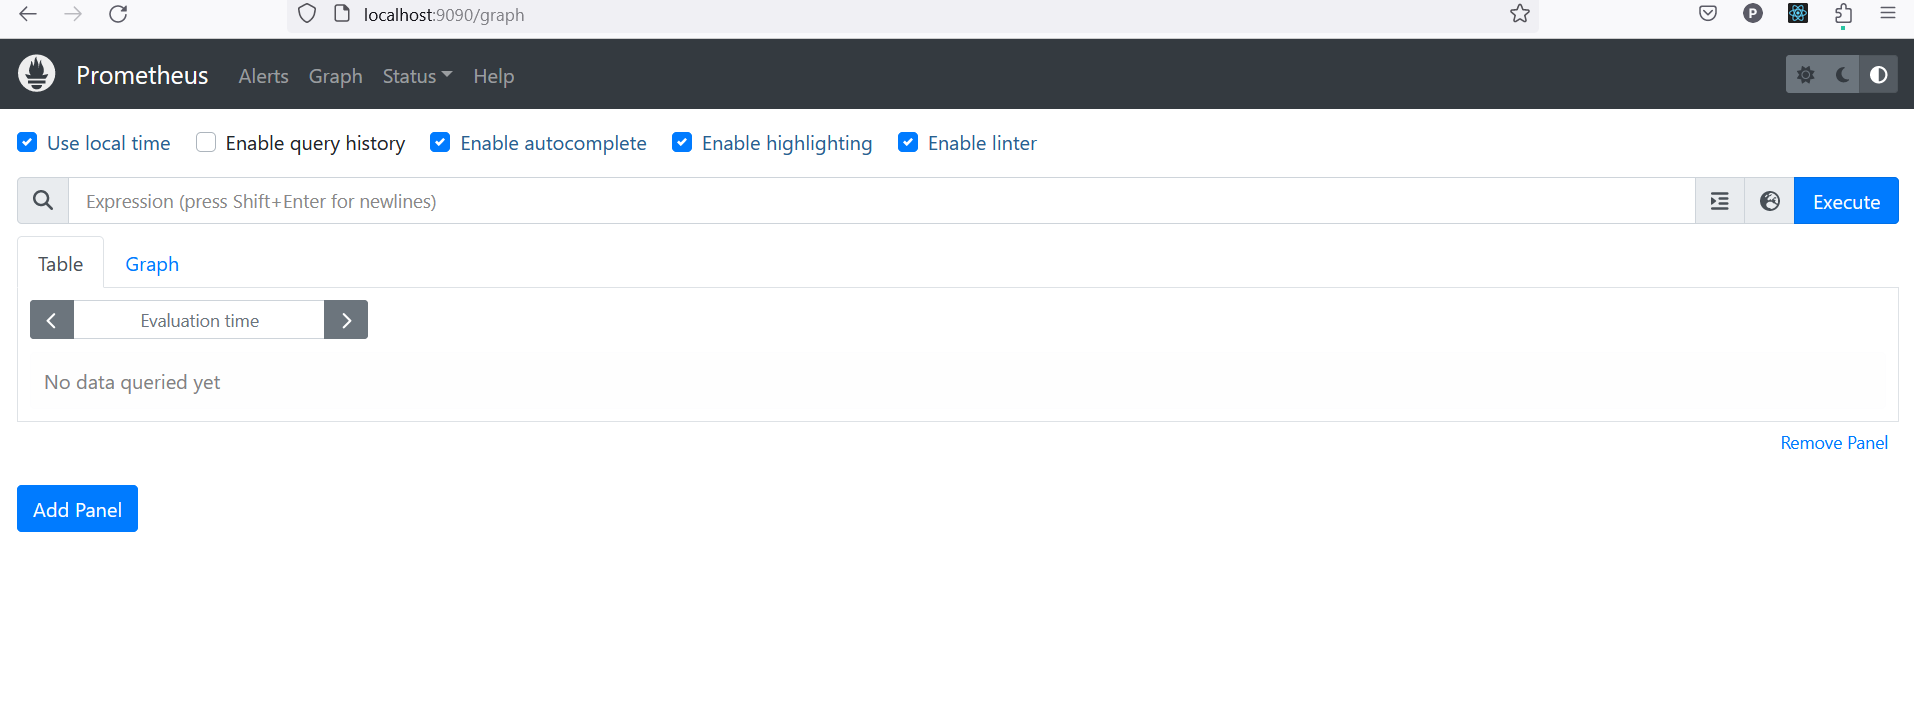 localhost:9090/graph
P
Prometheus Alerts Graph Status Help
Use local time Enable query history Enable autocomplete Enable highlighting Enable linter
Expression (press Shift+Enter for newlines) Execute
Table Graph
Evaluation time
No data queried yet
Remove Panel
Add Panel